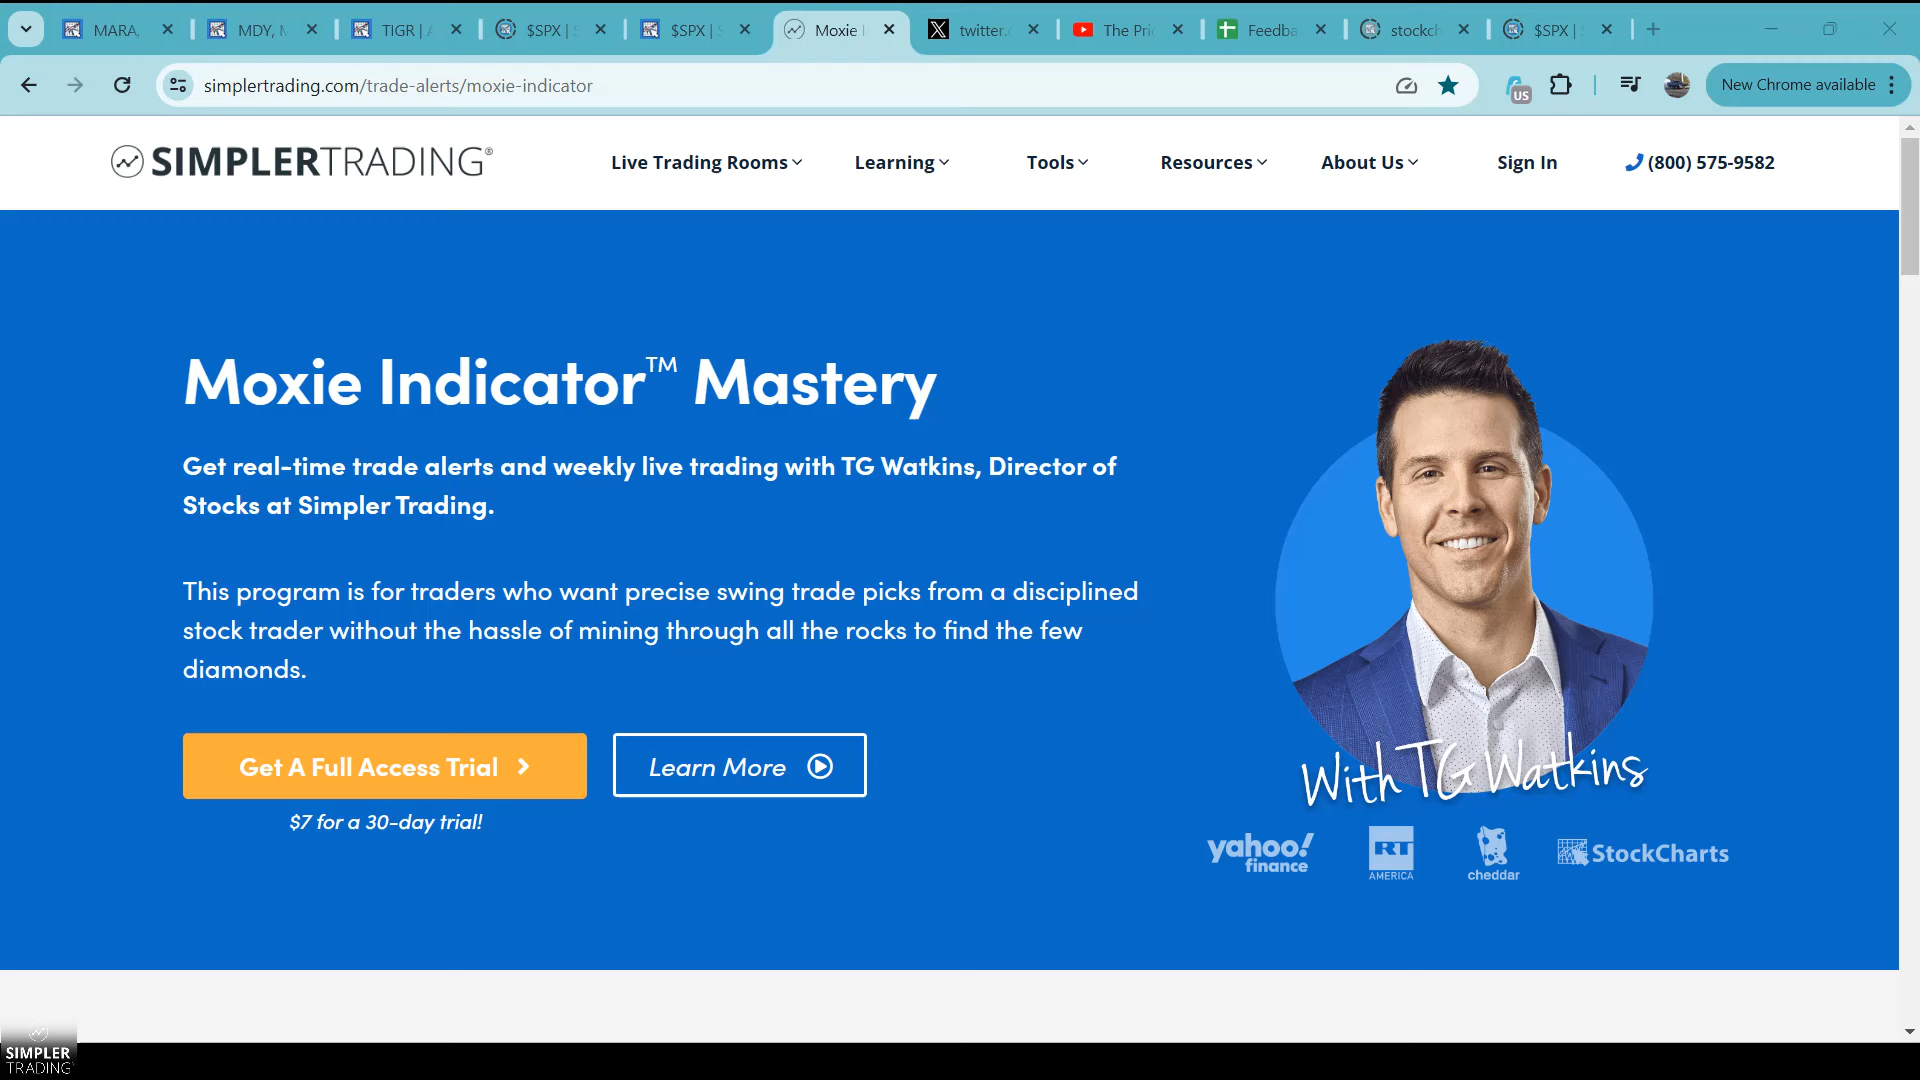 MARA,
MDY, M
TIGR | A
$SPX | S
$SPX | S
Moxie I
twitter.c
The Pric
Feedba
stockch
$SPX | S
simplertrading.com/trade-alerts/moxie-indicator
US
New Chrome available
SIMPLERTRADING®
Live Trading Rooms
Learning
Tools
Resources
About Us
Sign In
(800) 575-9582
Moxie Indicator™ Mastery
Get real-time trade alerts and weekly live trading with TG Watkins, Director of
Stocks at Simpler Trading.
This program is for traders who want precise swing trade picks from a disciplined
stock trader without the hassle of mining through all the rocks to find the few
diamonds.
Get A Full Access Trial
Learn More
$7 for a 30-day trial!
With TG Watkins
yahoo!
finance
RT
AMERICA
cheddar
StockCharts
SIMPLER
TRADING